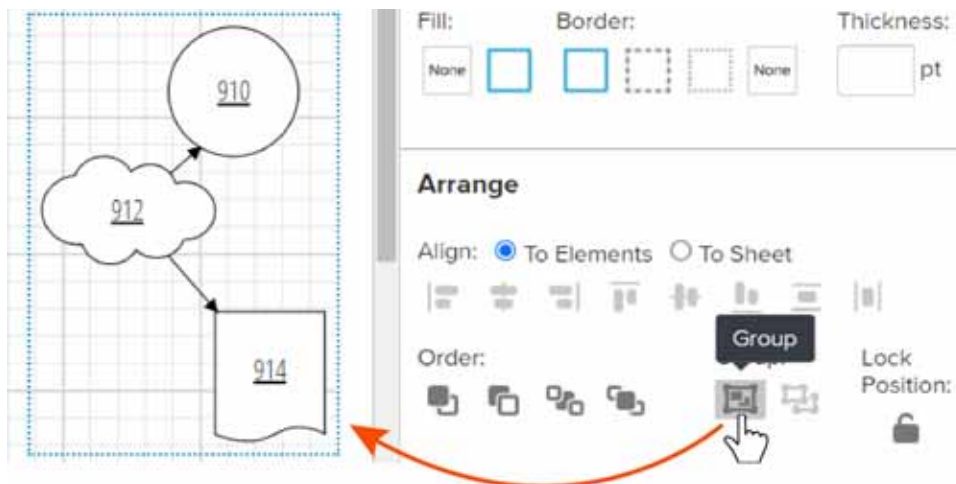 910
912
914
Fill:
Border:
Thickness:
None
None
pt
Arrange
Align: To Elements To Sheet
Group
Order:
Lock
Position: